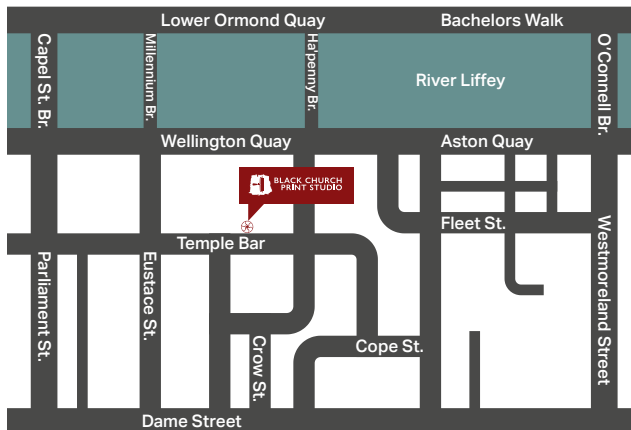 Lower Ormond Quay
Bachelors Walk
Capel St. Br.
Millennium Br.
Ha'penny Br.
River Liffey
O'Connell Br.
Wellington Quay
Aston Quay
BLACK CHURCH
PRINT STUDIO
Fleet St.
Temple Bar
Parliament St.
Eustace St.
Westmoreland Street
Crow St.
Cope St.
Dame Street